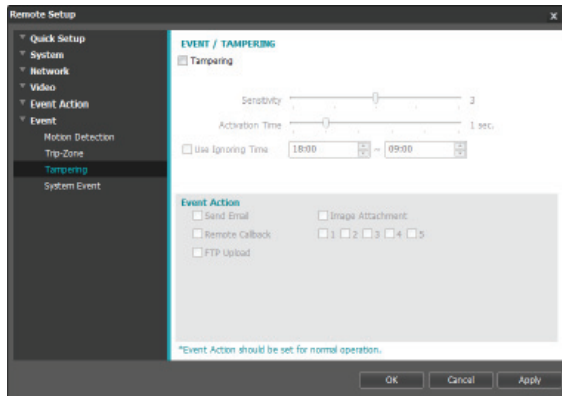 Remote Setup x
Quick Setup
System
Network
Video
Event Action
Event
Motion Detection
Trip-Zone
Tampering
System Event
EVENT / TAMPERING
Tampering
Sensitivity 3
Activation Time 1 sec.
Use Ignoring Time 18:00 ~ 09:00
Event Action
Send Email Image Attachment
Remote Callback 1 2 3 4 5
FTP Upload
*Event Action should be set for normal operation.
OK Cancel Apply